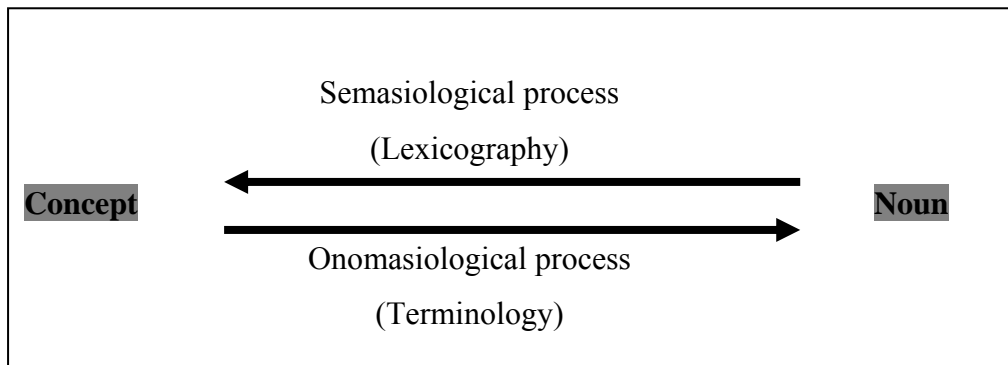 Semasiological process
(Lexicography)
Concept
Noun
Onomasiological process
(Terminology)